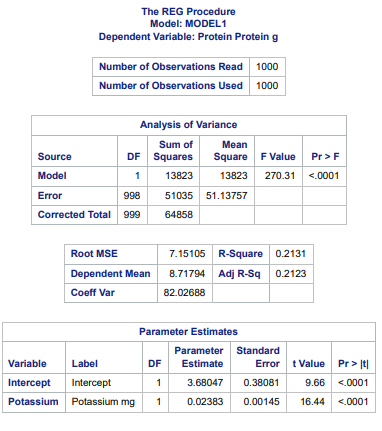 The REG Procedure
Model: MODEL1
Dependent Variable: Protein Protein g
Number of Observations Read 1000
Number of Observations Used 1000
Analysis of Variance
Source DF Sum of Squares Mean Square F Value Pr > F
Model 1 13823 13823 270.31 <.0001
Error 998 51035 51.13757
Corrected Total 999 64858
Root MSE 7.15105 R-Square 0.2131
Dependent Mean 8.71794 Adj R-Sq 0.2123
Coeff Var 82.02688
Parameter Estimates
Variable Label DF Parameter Estimate Standard Error t Value Pr > |t|
Intercept Intercept 1 3.68047 0.38081 9.66 <.0001
Potassium Potassium mg 1 0.02383 0.00145 16.44 <.0001